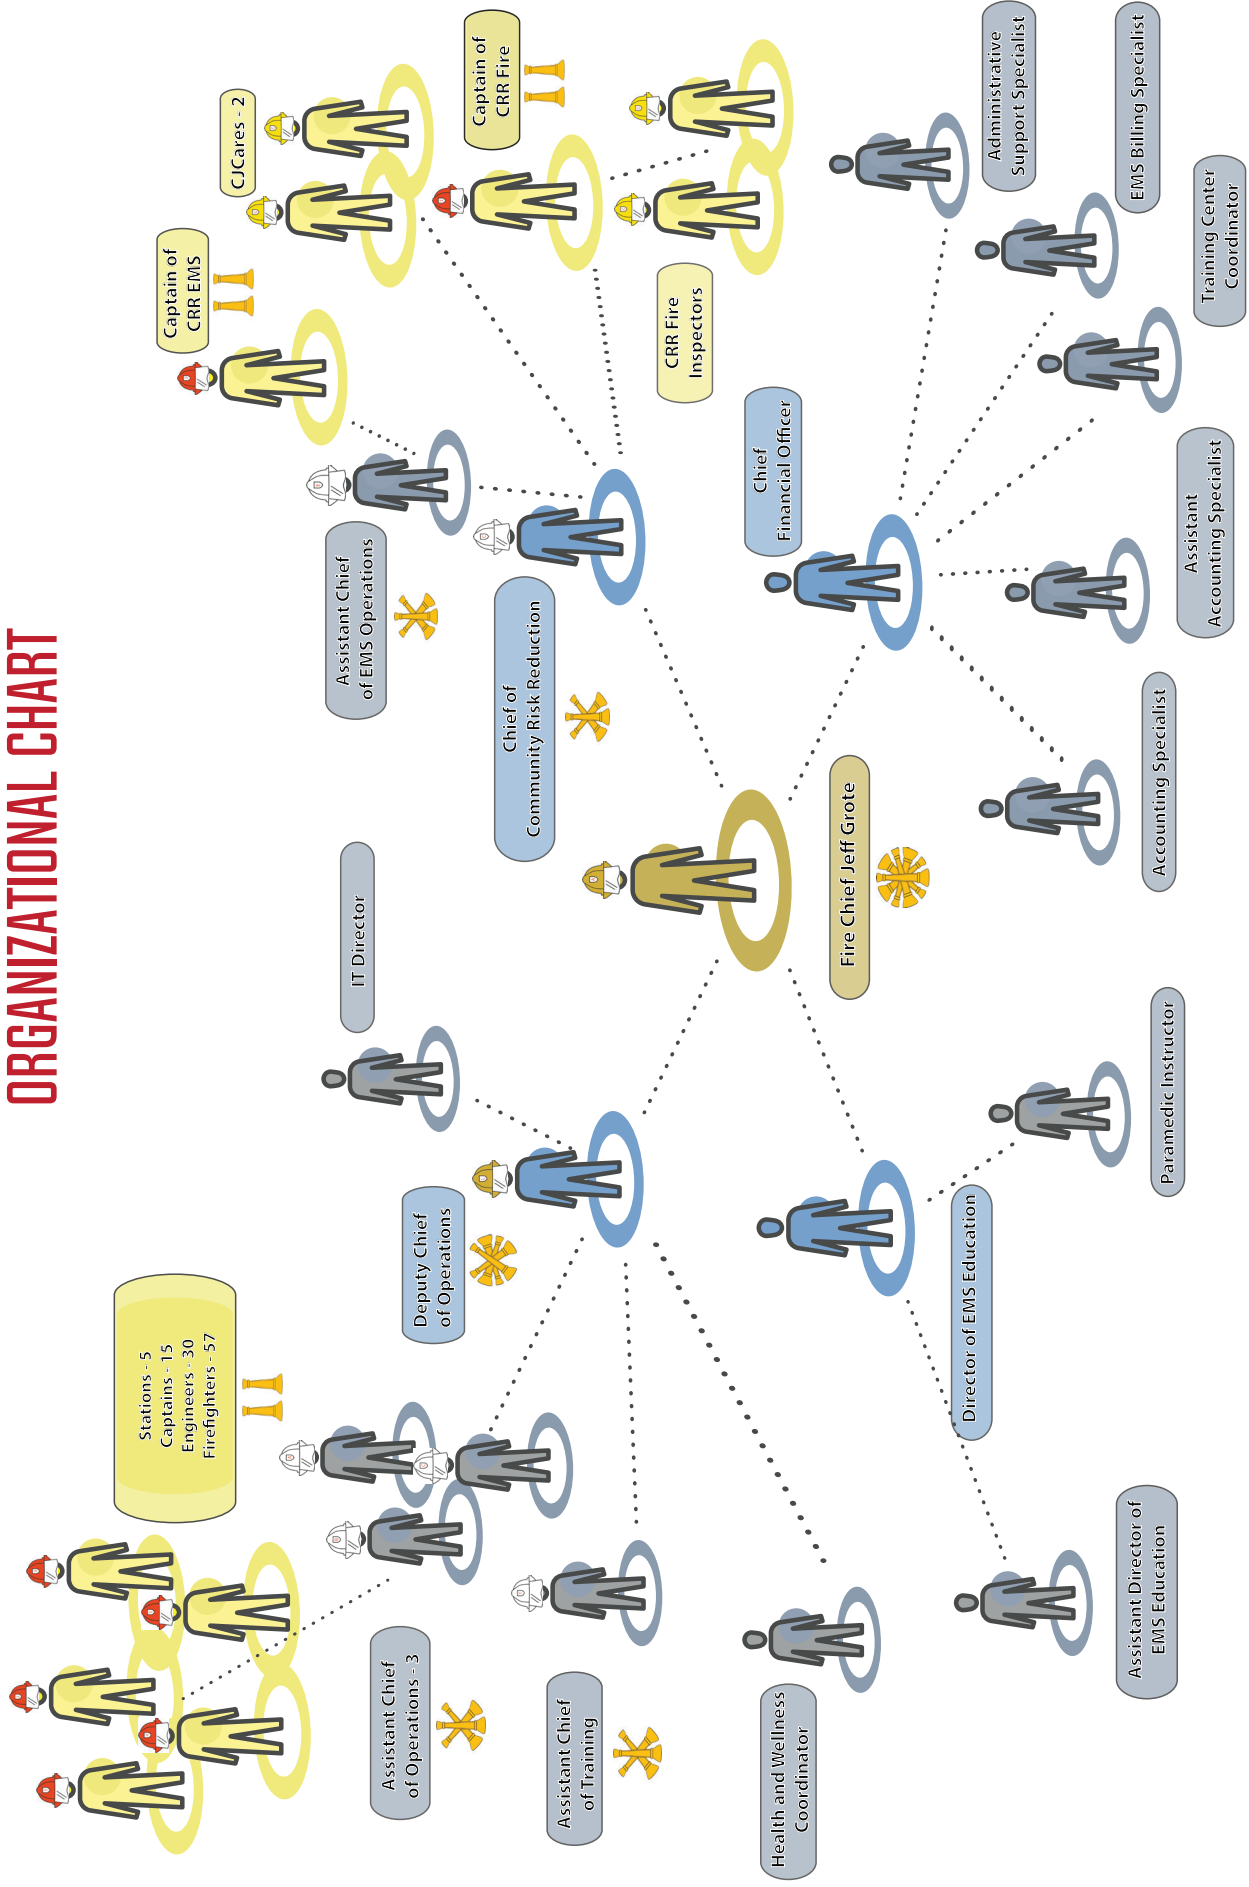 ORGANIZATIONAL CHART
Stations - 5
Captains - 15
Engineers - 30
Firefighters - 57
IT Director
Assistant Chief
of EMS Operations
Captain of
CRR EMS
CJCares - 2
Captain of
CRR Fire
Deputy Chief
of Operations
Chief of
Community Risk Reduction
CRR Fire
Inspectors
Assistant Chief
of Operations - 3
Assistant Chief
of Training
Health and Wellness
Coordinator
Fire Chief Jeff Grote
Chief
Financial Officer
Administrative
Support Specialist
EMS Billing Specialist
Training Center
Coordinator
Assistant
Accounting Specialist
Accounting Specialist
Director of EMS Education
Paramedic Instructor
Assistant Director of
EMS Education